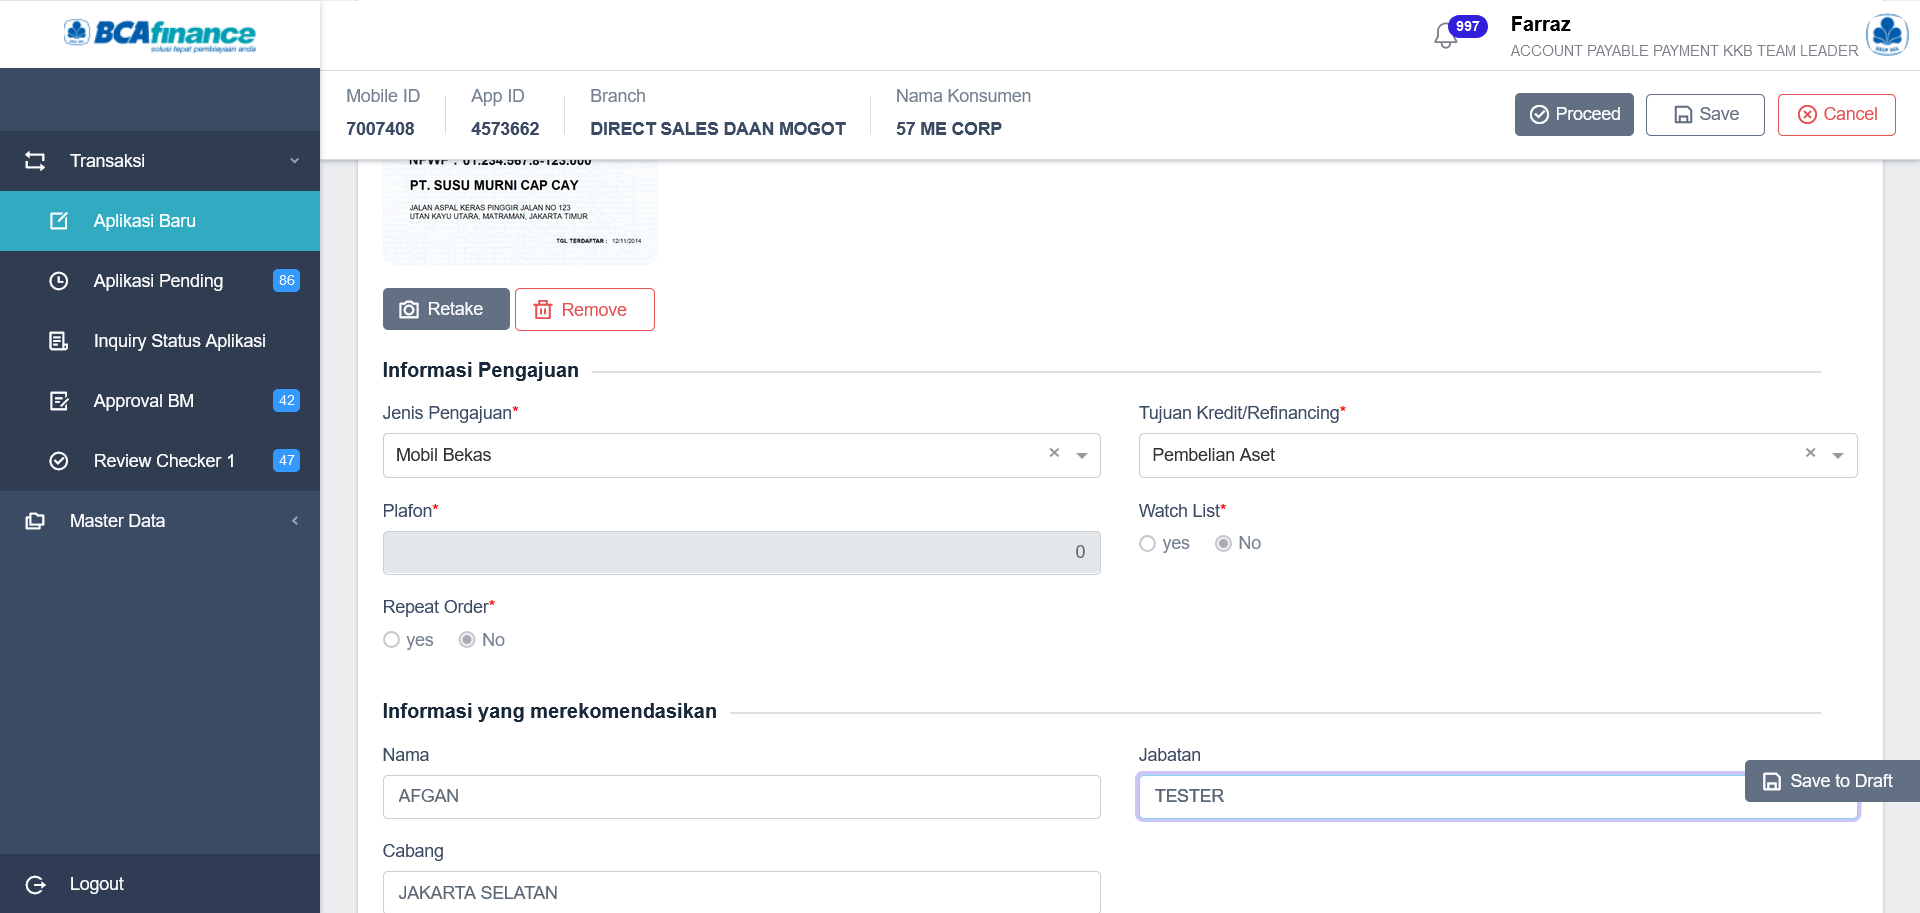 BCAfinance
solusi tepat pembiayaan anda
997
Farraz
ACCOUNT PAYABLE PAYMENT KKB TEAM LEADER
Mobile ID
7007408
App ID
4573662
Branch
DIRECT SALES DAAN MOGOT
Nama Konsumen
57 ME CORP
Proceed
Save
Cancel
Transaksi
Aplikasi Baru
Aplikasi Pending 86
Inquiry Status Aplikasi
Approval BM 42
Review Checker 1 47
Master Data
Logout
NPWP : 01.234.567.8-123.000
PT. SUSU MURNI CAP CAY
JALAN ASPAL KERAS PINGGIR JALAN NO 123
UTAN KAYU UTARA, MATRAMAN, JAKARTA TIMUR
TGL TERDAFTAR : 12/11/2014
Retake
Remove
Informasi Pengajuan
Jenis Pengajuan*
Mobil Bekas
Tujuan Kredit/Refinancing*
Pembelian Aset
Plafon*
0
Watch List*
yes No
Repeat Order*
yes No
Informasi yang merekomendasikan
Nama
AFGAN
Jabatan
TESTER
Save to Draft
Cabang
JAKARTA SELATAN